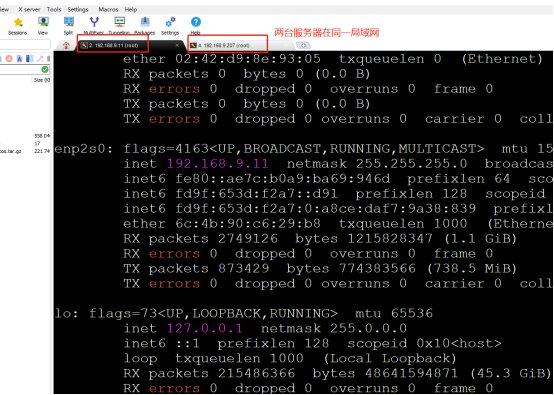 View X server Tools Settings Macros Help
Sessions View Split MultiExec Tunneling Packages Settings Help
两台服务器在同一局域网
2. 192.168.9.11 (root) 4. 192.168.9.207 (root)
Size (K
558 04
17
cos.tar.gz 221 74
ether 02:42:d9:8e:93:05 txqueuelen 0 (Ethernet)
RX packets 0 bytes 0 (0.0 B)
RX errors 0 dropped 0 overruns 0 frame 0
TX packets 0 bytes 0 (0.0 B)
TX errors 0 dropped 0 overruns 0 carrier 0 coll
enp2s0: flags=4163<UP,BROADCAST,RUNNING,MULTICAST> mtu 15
inet 192.168.9.11 netmask 255.255.255.0 broadcas
inet6 fe80::ae7c:b0a9:ba69:946d prefixlen 64 sco
inet6 fd9f:653d:f2a7::d91 prefixlen 128 scopeid
inet6 fd9f:653d:f2a7:0:a8ce:daf7:9a38:839 prefixl
ether 6c:4b:90:c6:29:b8 txqueuelen 1000 (Etherne
RX packets 2749126 bytes 1215828347 (1.1 GiB)
RX errors 0 dropped 0 overruns 0 frame 0
TX packets 873429 bytes 774383566 (738.5 MiB)
TX errors 0 dropped 0 overruns 0 carrier 0 coll
lo: flags=73<UP,LOOPBACK,RUNNING> mtu 65536
inet 127.0.0.1 netmask 255.0.0.0
inet6 ::1 prefixlen 128 scopeid 0x10<host>
loop txqueuelen 1000 (Local Loopback)
RX packets 215486366 bytes 48641594871 (45.3 GiB)
RX errors 0 dropped 0 overruns 0 frame 0